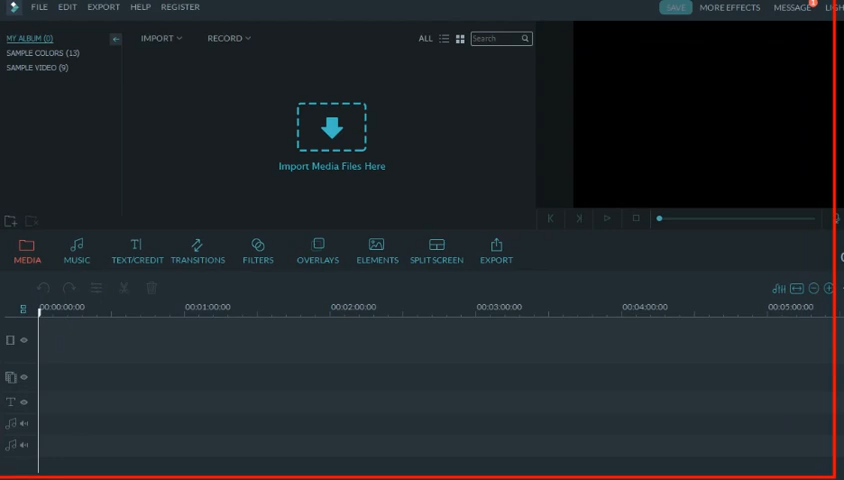 FILE EDIT EXPORT HELP REGISTER SAVE MORE EFFECTS MESSAGE 1
MY ALBUM (0) IMPORT RECORD ALL Search
SAMPLE COLORS (13)
SAMPLE VIDEO (9)
Import Media Files Here
MEDIA MUSIC TEXT/CREDIT TRANSITIONS FILTERS OVERLAYS ELEMENTS SPLIT SCREEN EXPORT
00:00:00:00 00:01:00:00 00:02:00:00 00:03:00:00 00:04:00:00 00:05:00:00